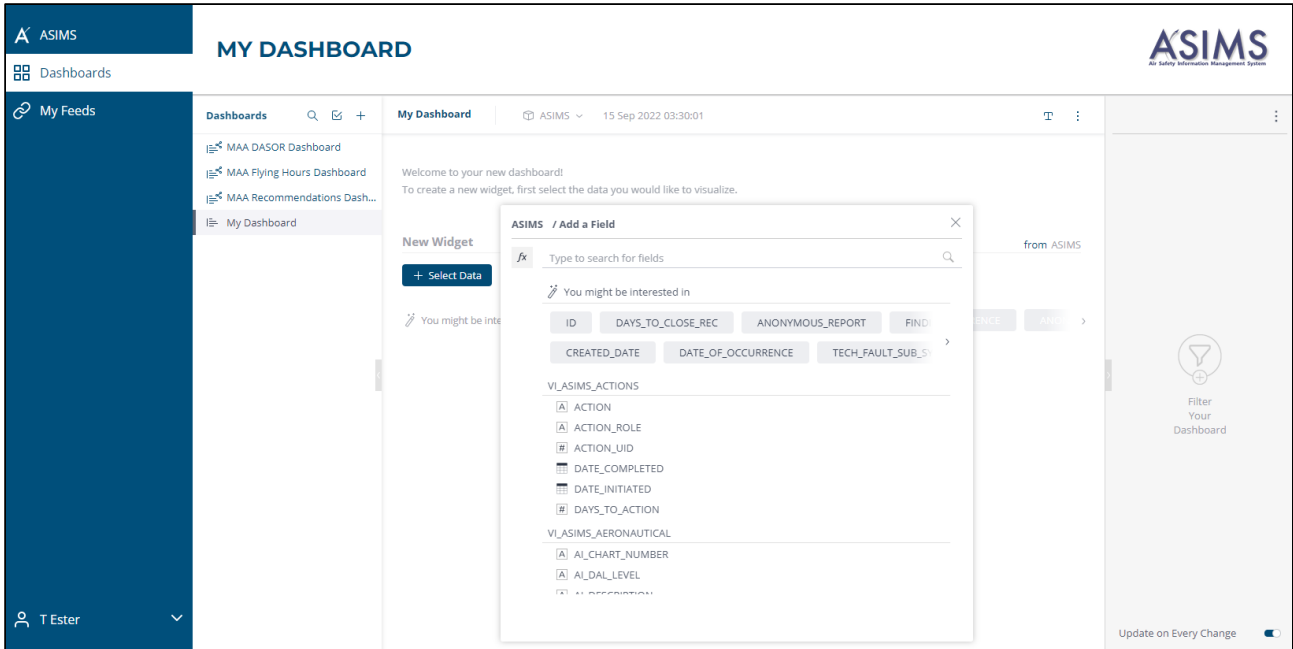 ASIMS
Dashboards
My Feeds
T Ester
MY DASHBOARD
ASIMS
Air Safety Information Management System
Dashboards
MAA DASOR Dashboard
MAA Flying Hours Dashboard
MAA Recommendations Dash...
My Dashboard
My Dashboard
ASIMS
15 Sep 2022 03:30:01
T
Welcome to your new dashboard!
To create a new widget, first select the data you would like to visualize.
New Widget
from ASIMS
+ Select Data
You might be inte
ENCE
ASIMS / Add a Field
fx
Type to search for fields
You might be interested in
ID
DAYS_TO_CLOSE_REC
ANONYMOUS_REPORT
FIND
CREATED_DATE
DATE_OF_OCCURRENCE
TECH_FAULT_SUB_SY
VI_ASIMS_ACTIONS
A ACTION
A ACTION_ROLE
# ACTION_UID
DATE_COMPLETED
DATE_INITIATED
# DAYS_TO_ACTION
VI_ASIMS_AERONAUTICAL
A AI_CHART_NUMBER
A AI_DAL_LEVEL
Filter
Your
Dashboard
Update on Every Change